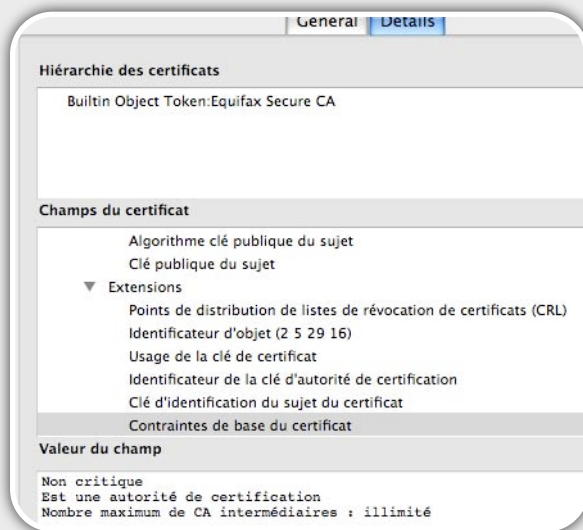 Général Détails
Hiérarchie des certificats
Builtin Object Token:Equifax Secure CA
Champs du certificat
Algorithme clé publique du sujet
Clé publique du sujet
Extensions
Points de distribution de listes de révocation de certificats (CRL)
Identificateur d'objet (2 5 29 16)
Usage de la clé de certificat
Identificateur de la clé d'autorité de certification
Clé d'identification du sujet du certificat
Contraintes de base du certificat
Valeur du champ
Non critique
Est une autorité de certification
Nombre maximum de CA intermédiaires : illimité